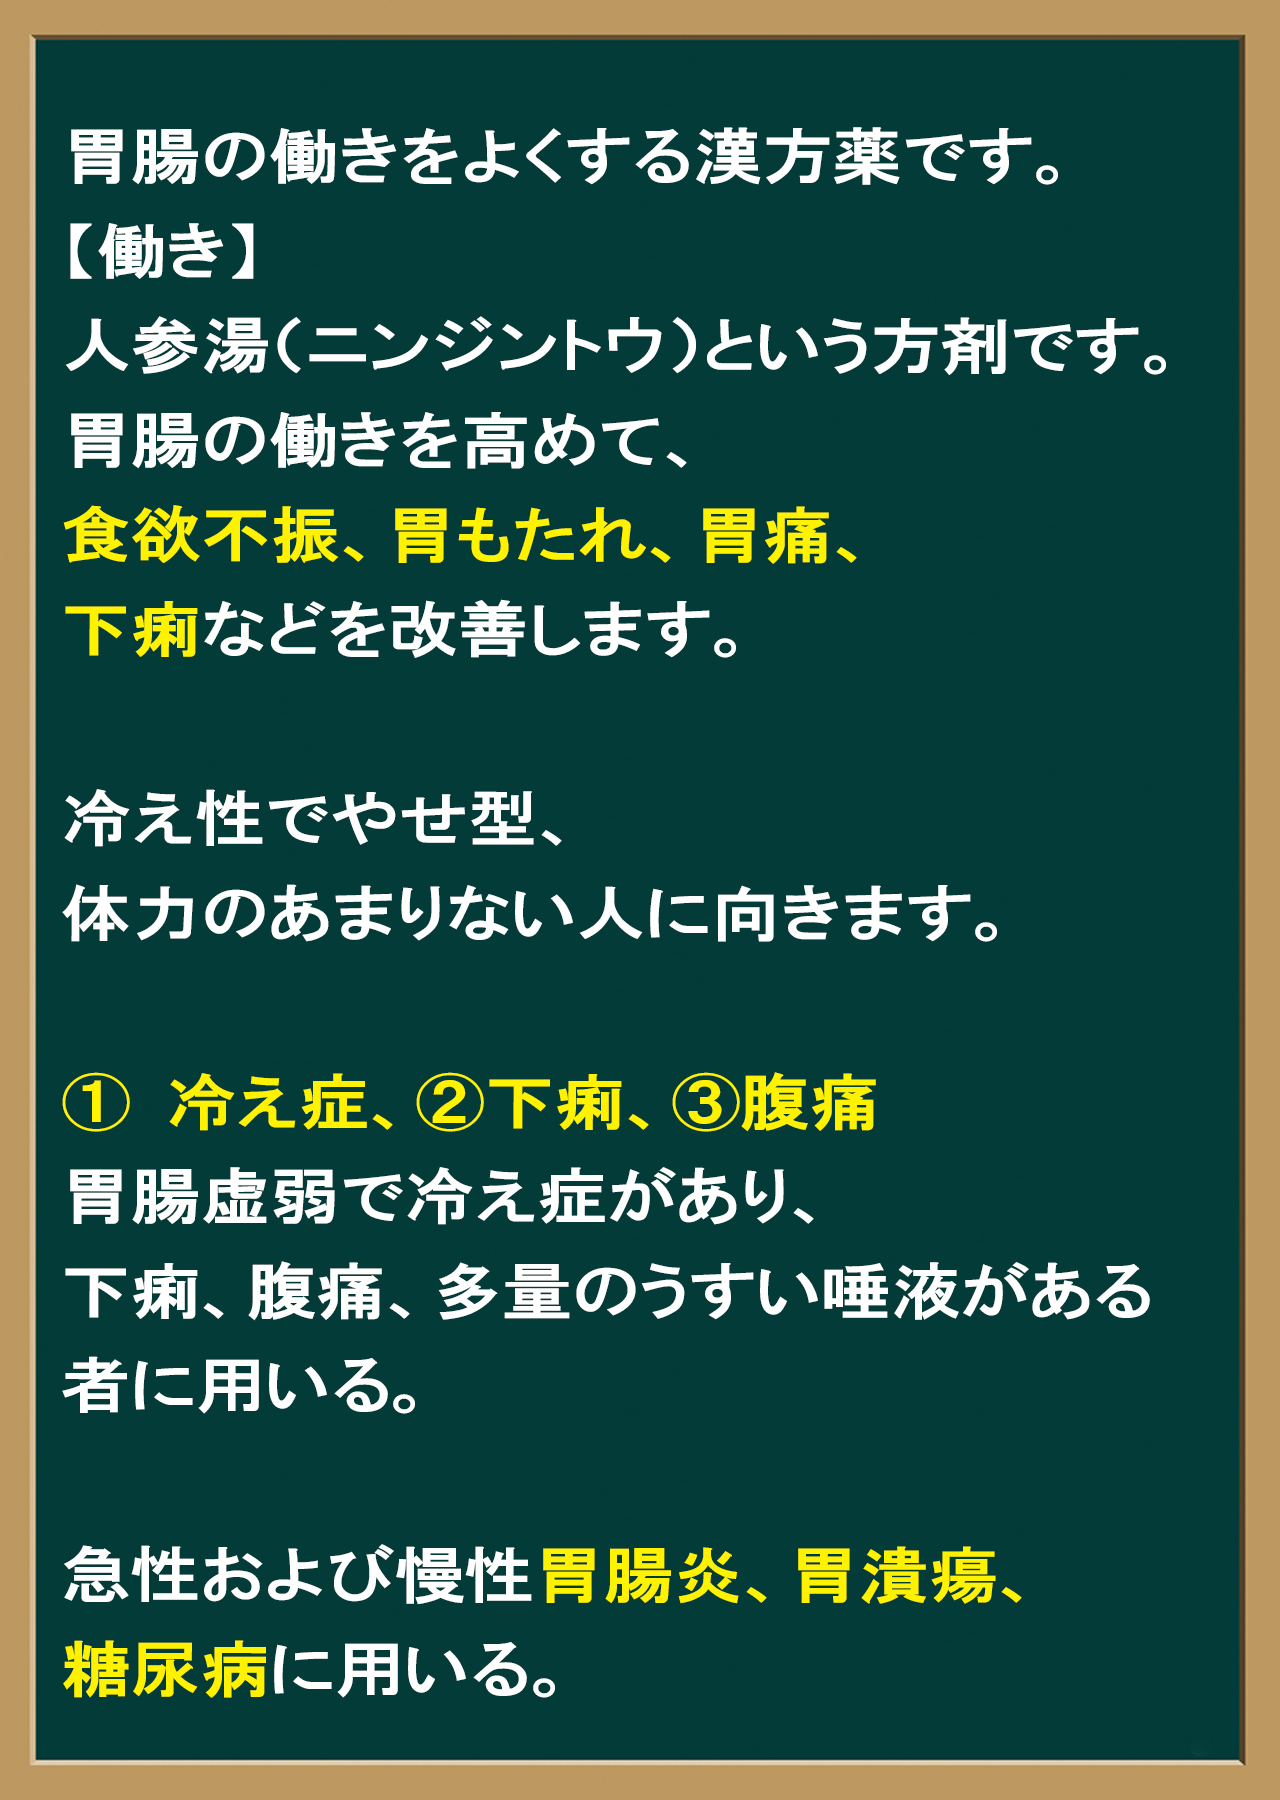 胃腸の働きをよくする漢方薬です。
【働き】
人参湯(ニンジントウ)という方剤です。
胃腸の働きを高めて、
食欲不振、胃もたれ、胃痛、
下痢などを改善します。
冷え性でやせ型、
体力のあまりない人に向きます。
①　冷え症、②下痢、③腹痛
胃腸虚弱で冷え症があり、
下痢、腹痛、多量のうすい唾液がある
者に用いる。
急性および慢性胃腸炎、胃潰瘍、
糖尿病に用いる。